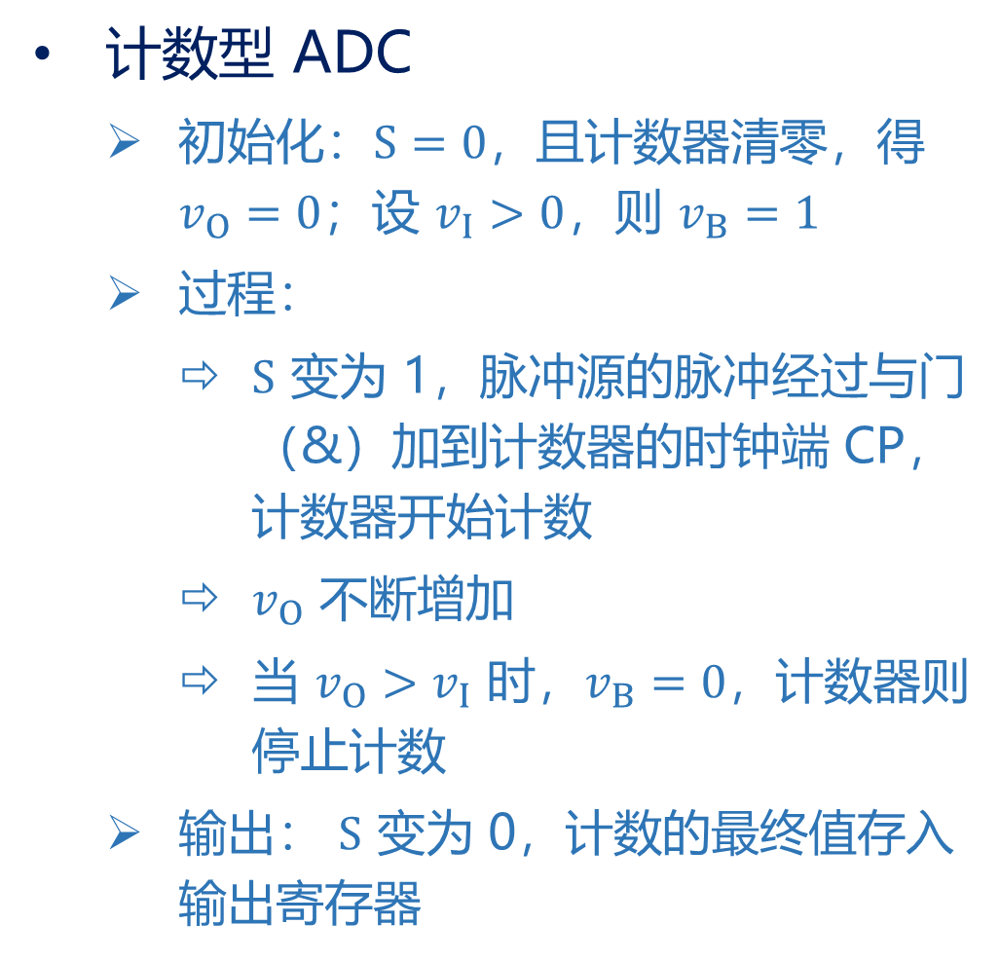 • 计数型 ADC
➢ 初始化：S = 0，且计数器清零，得
v_O = 0；设 v_I > 0，则 v_B = 1
➢ 过程：
⇨ S 变为 1，脉冲源的脉冲经过与门
（&）加到计数器的时钟端 CP，
计数器开始计数
⇨ v_O 不断增加
⇨ 当 v_O > v_I 时，v_B = 0，计数器则
停止计数
➢ 输出： S 变为 0，计数的最终值存入
输出寄存器